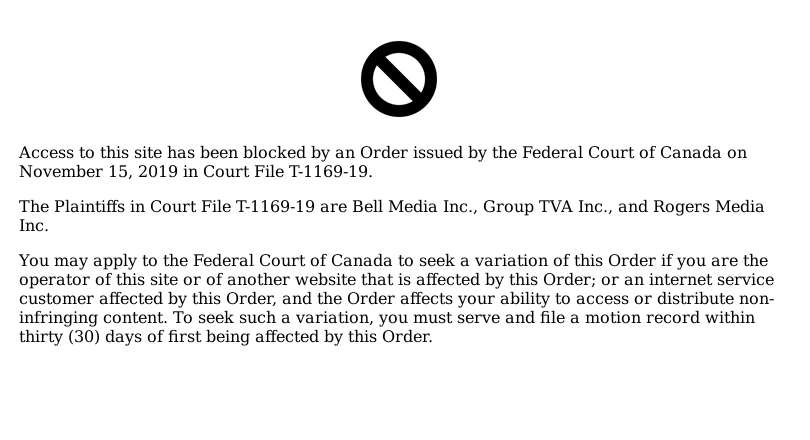 Access to this site has been blocked by an Order issued by the Federal Court of Canada on
November 15, 2019 in Court File T-1169-19.
The Plaintiffs in Court File T-1169-19 are Bell Media Inc., Group TVA Inc., and Rogers Media
Inc.
You may apply to the Federal Court of Canada to seek a variation of this Order if you are the
operator of this site or of another website that is affected by this Order; or an internet service
customer affected by this Order, and the Order affects your ability to access or distribute non-
infringing content. To seek such a variation, you must serve and file a motion record within
thirty (30) days of first being affected by this Order.